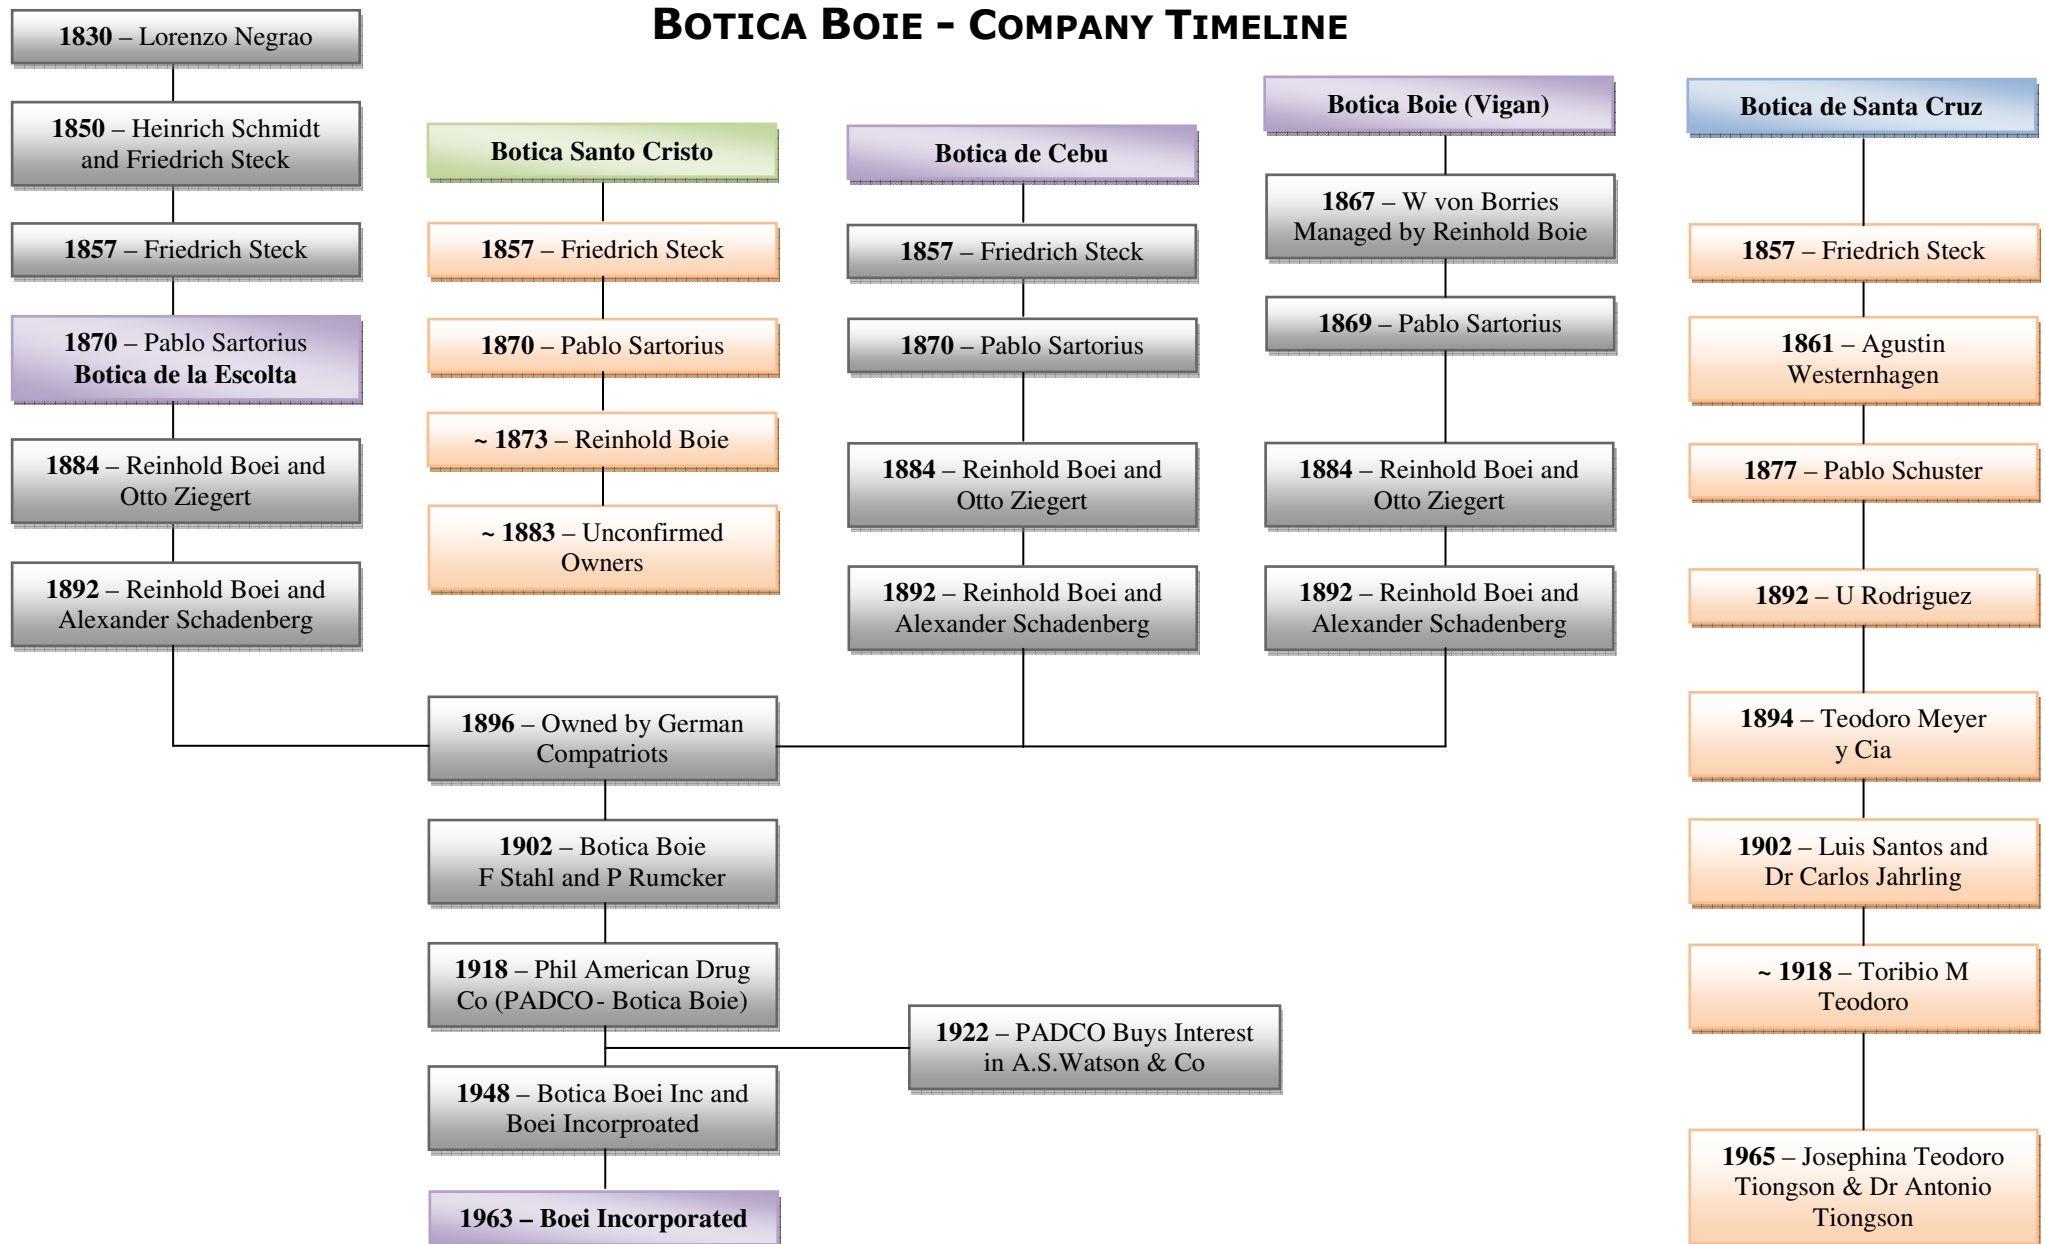 BOTICA BOIE - COMPANY TIMELINE
1830 – Lorenzo Negrao
1850 – Heinrich Schmidt
and Friedrich Steck
1857 – Friedrich Steck
1870 – Pablo Sartorius
Botica de la Escolta
1884 – Reinhold Boei and
Otto Ziegert
1892 – Reinhold Boei and
Alexander Schadenberg
Botica Santo Cristo
1857 – Friedrich Steck
1870 – Pablo Sartorius
~ 1873 – Reinhold Boie
~ 1883 – Unconfirmed
Owners
Botica de Cebu
1857 – Friedrich Steck
1870 – Pablo Sartorius
1884 – Reinhold Boei and
Otto Ziegert
1892 – Reinhold Boei and
Alexander Schadenberg
Botica Boie (Vigan)
1867 – W von Borries
Managed by Reinhold Boie
1869 – Pablo Sartorius
1884 – Reinhold Boei and
Otto Ziegert
1892 – Reinhold Boei and
Alexander Schadenberg
1896 – Owned by German
Compatriots
1902 – Botica Boie
F Stahl and P Rumcker
1918 – Phil American Drug
Co (PADCO - Botica Boie)
1922 – PADCO Buys Interest
in A.S.Watson & Co
1948 – Botica Boei Inc and
Boei Incorproated
1963 – Boei Incorporated
Botica de Santa Cruz
1857 – Friedrich Steck
1861 – Agustin
Westernhagen
1877 – Pablo Schuster
1892 – U Rodriguez
1894 – Teodoro Meyer
y Cia
1902 – Luis Santos and
Dr Carlos Jahrling
~ 1918 – Toribio M
Teodoro
1965 – Josephina Teodoro
Tiongson & Dr Antonio
Tiongson